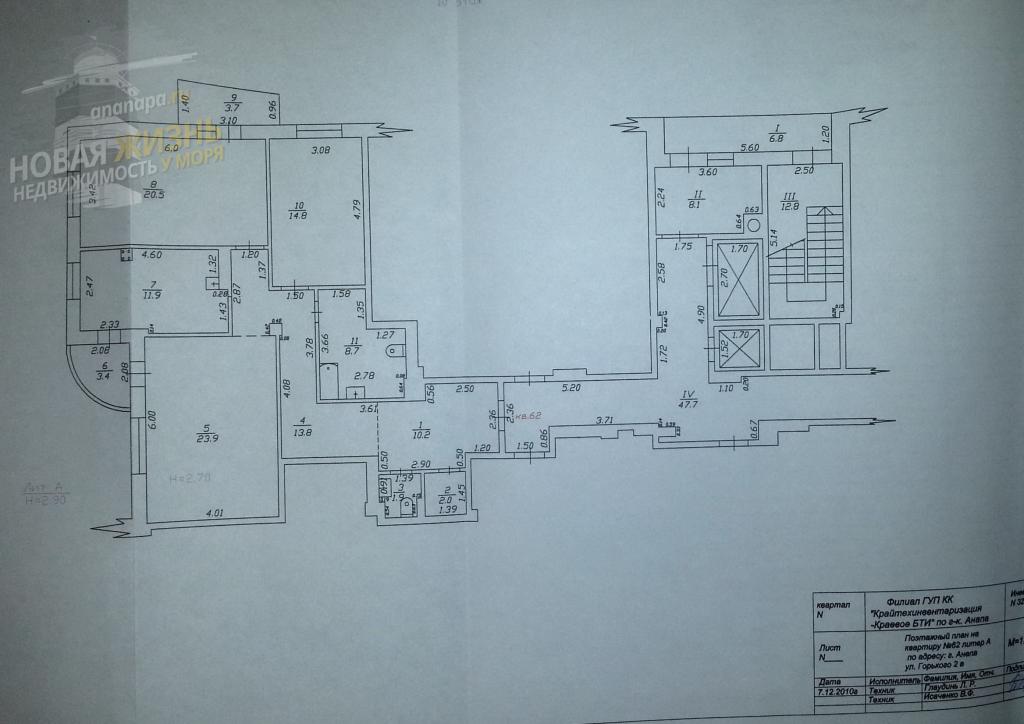 IV этаж
ananapa.ru
НОВАЯ ЖИЗНЬ
НЕДВИЖИМОСТЬ У МОРЯ
1.40
9
3.7
0.96
3.10
6.0
3.42
8
20.5
3.08
10
14.8
4.79
1.20
4.60
1.32
1.37
2.47
7
11.9
0.28
1.43
2.87
1.50
1.58
1.35
2.33
2.08
6
3.4
2.08
3.78
3.66
11
8.7
1.27
2.78
6.00
5
23.9
4.08
4
13.8
3.61
0.56
2.50
1
10.2
2.36
2.36
кв.62
5.20
3.71
1.50
0.86
1.20
0.50
2.90
0.50
H=2.70
Лит А
H=2.90
4.01
1.39
3
1.9
0.91
2
2.0
1.45
1.39
I
6.8
5.60
1.20
3.60
2.50
2.24
II
8.1
0.63
0.64
III
12.8
5.14
1.75
2.58
1.70
2.70
4.90
1.72
1.70
1.52
1.10
0.20
IV
47.7
0.67
квартал
N
Филиал ГУП КК
"Крайтехинвентаризация
-Краевое БТИ" по г-к. Анапа
Лист
N___
Поэтажный план на
квартиру №62 литер А
по адресу: г. Анапа
ул. Горького 2 в
Дата
Исполнитель
Фамилия, Имя, Отч.
7.12.2010г
Техник
Глаудинь Л. Р.
Техник
Исаченко В.Ф.